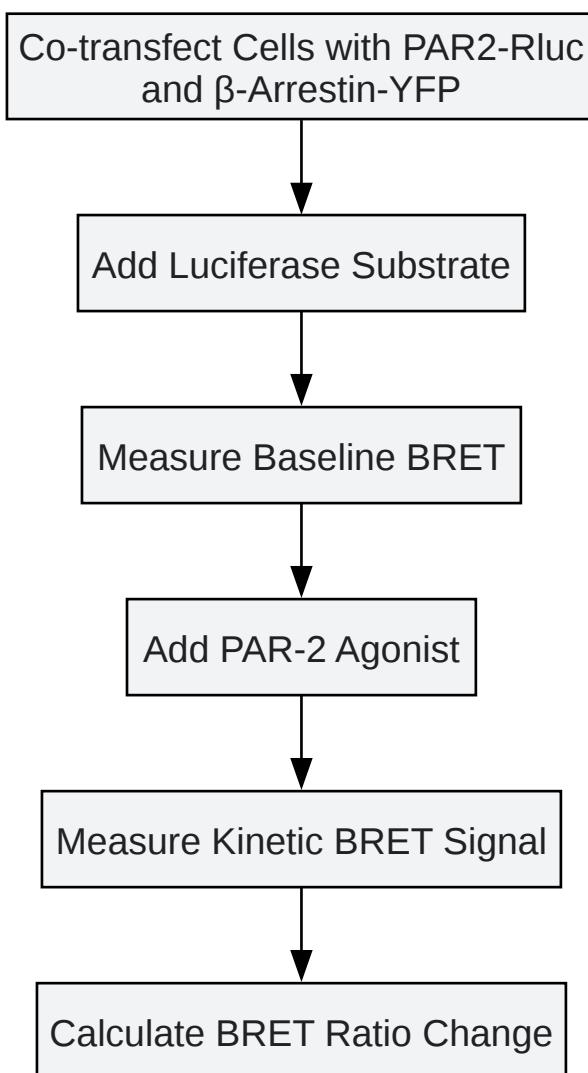 Co-transfect Cells with PAR2-Rluc
and β-Arrestin-YFP
Add Luciferase Substrate
Measure Baseline BRET
Add PAR-2 Agonist
Measure Kinetic BRET Signal
Calculate BRET Ratio Change